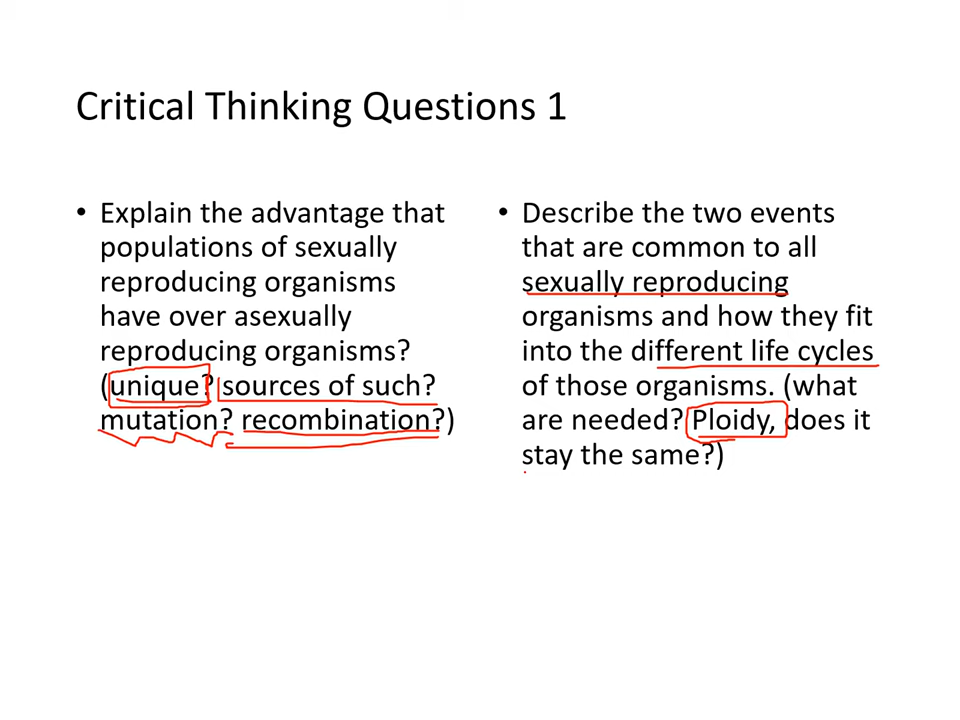 Critical Thinking Questions 1
• Explain the advantage that
populations of sexually
reproducing organisms
have over asexually
reproducing organisms?
(unique? sources of such?
mutation? recombination?)
• Describe the two events
that are common to all
sexually reproducing
organisms and how they fit
into the different life cycles
of those organisms. (what
are needed? Ploidy, does it
stay the same?)